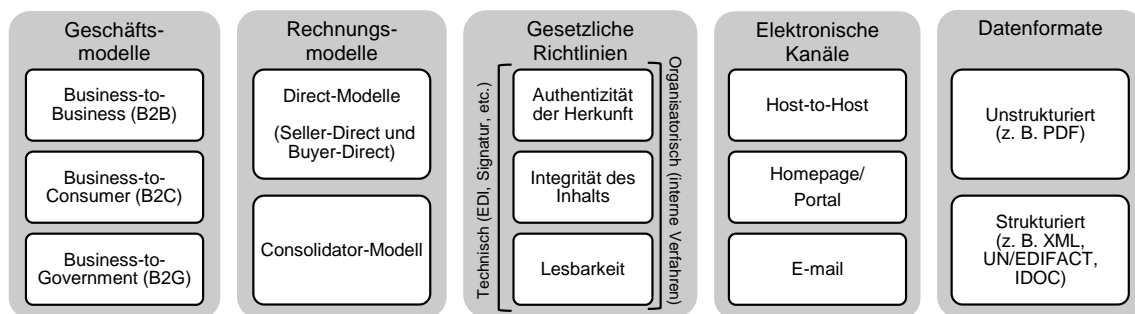 Geschäfts-
modelle
Business-to-
Business (B2B)
Business-to-
Consumer (B2C)
Business-to-
Government (B2G)
Rechnungs-
modelle
Direct-Modelle
(Seller-Direct und
Buyer-Direct)
Consolidator-Modell
Gesetzliche
Richtlinien
Technisch (EDI, Signatur, etc.)
Authentizität
der Herkunft
Integrität des
Inhalts
Lesbarkeit
Organisatorisch (interne Verfahren)
Elektronische
Kanäle
Host-to-Host
Homepage/
Portal
E-mail
Datenformate
Unstrukturiert
(z. B. PDF)
Strukturiert
(z. B. XML,
UN/EDIFACT,
IDOC)